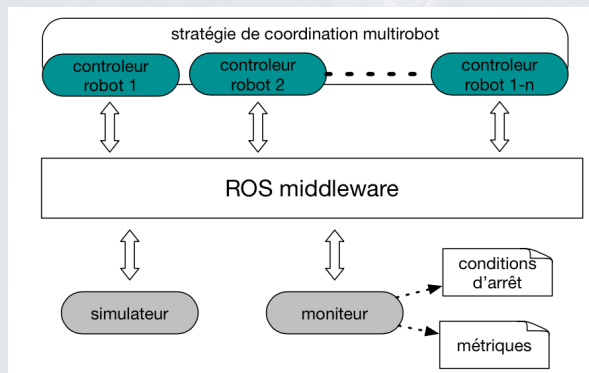 stratégie de coordination multirobot
controleur
robot 1
controleur
robot 2
controleur
robot 1-n
ROS middleware
simulateur
moniteur
conditions
d'arrêt
métriques